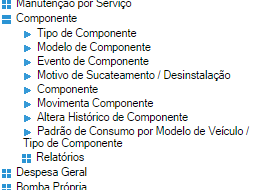 Manutenção por Serviço
Componente
Tipo de Componente
Modelo de Componente
Evento de Componente
Motivo de Sucateamento / Desinstalação
Componente
Movimenta Componente
Altera Histórico de Componente
Padrão de Consumo por Modelo de Veículo /
Tipo de Componente
Relatórios
Despesa Geral
Bomba Própria